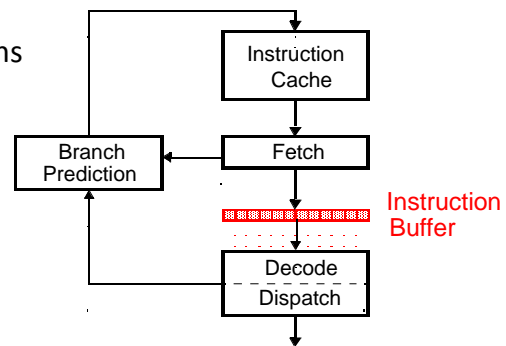 ns
Instruction
Cache
Branch
Prediction
Fetch
Instruction
Buffer
Decode
Dispatch